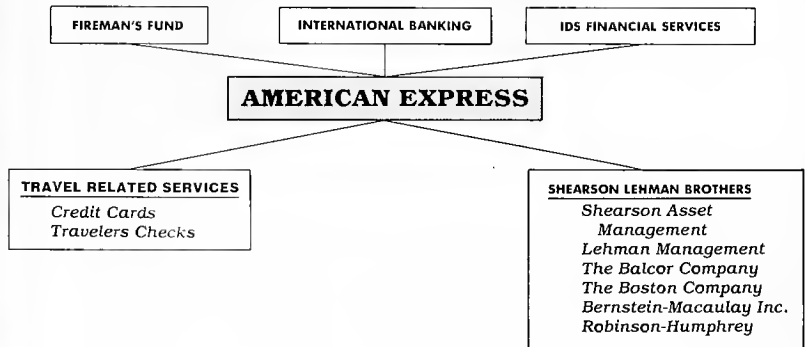 FIREMAN'S FUND
INTERNATIONAL BANKING
IDS FINANCIAL SERVICES
AMERICAN EXPRESS
TRAVEL RELATED SERVICES
Credit Cards
Travelers Checks
SHEARSON LEHMAN BROTHERS
Shearson Asset
Management
Lehman Management
The Balcor Company
The Boston Company
Bernstein-Macaulay Inc.
Robinson-Humphrey